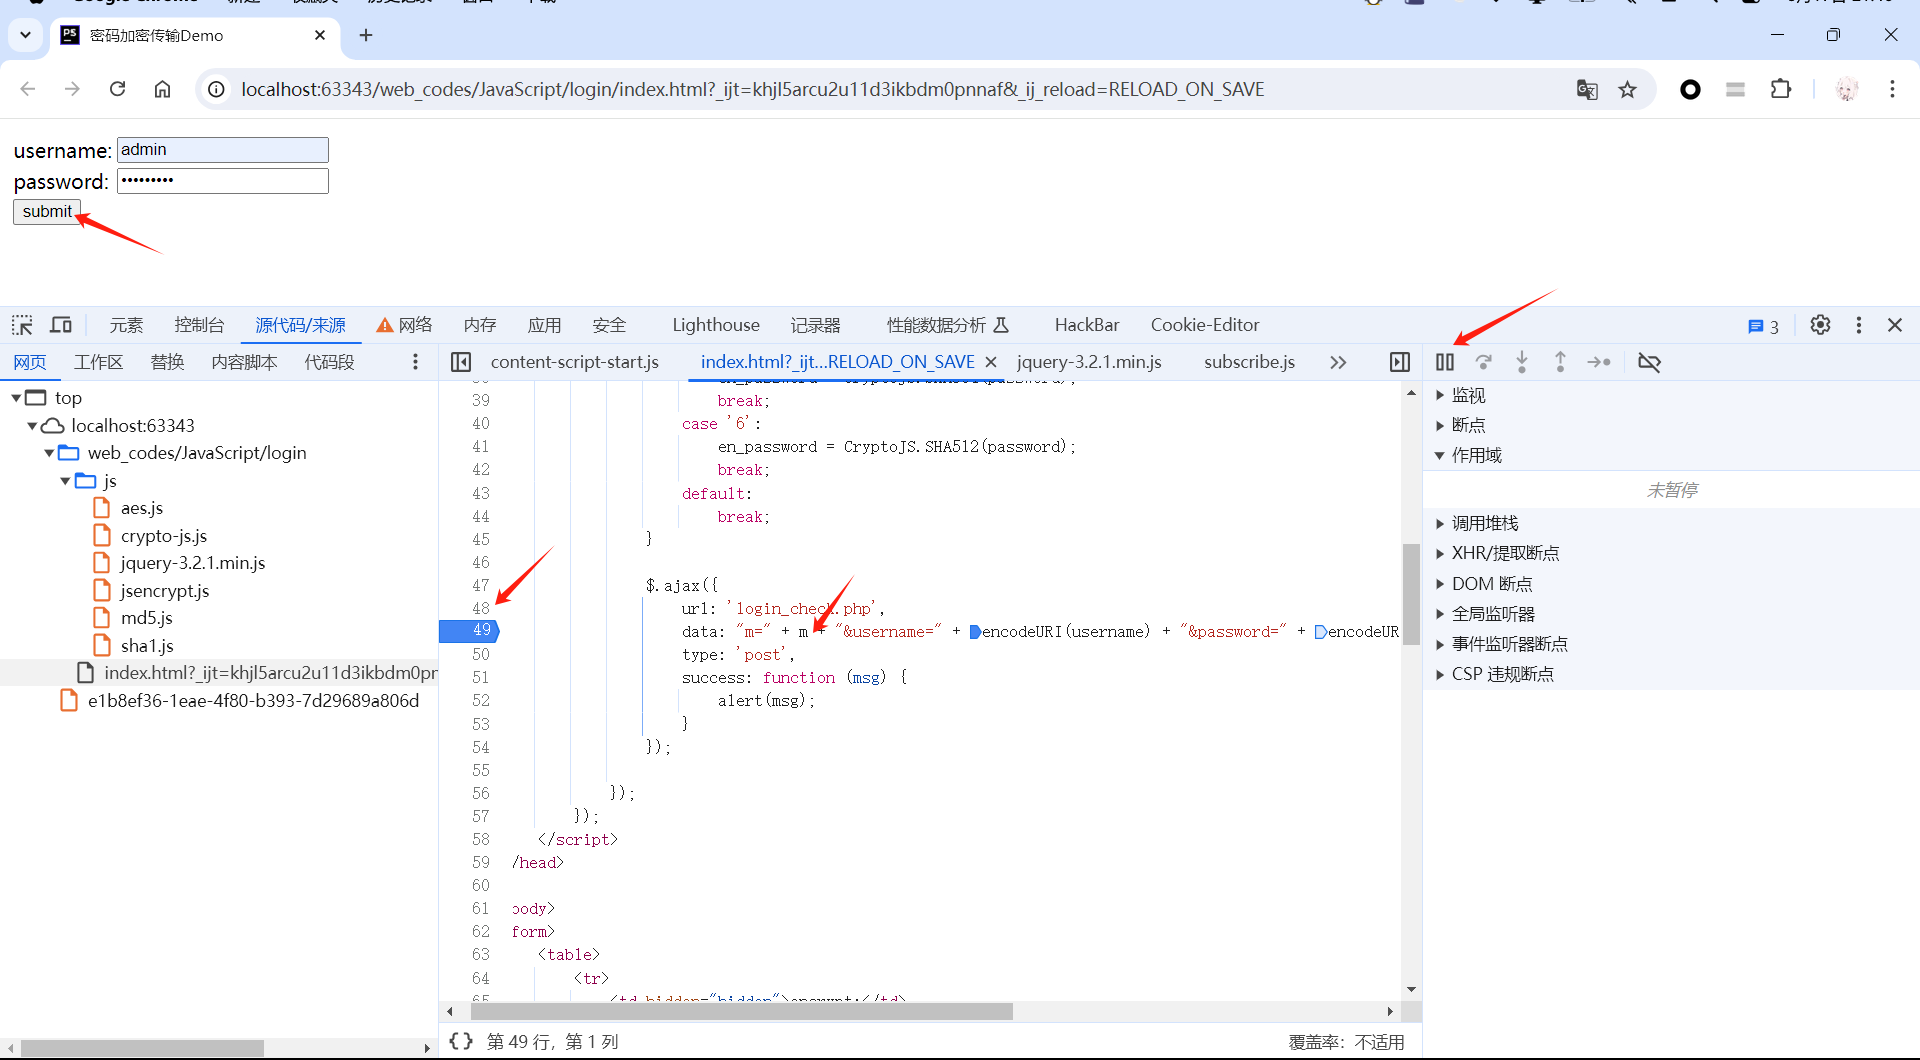 密码加密传输Demo
localhost:63343/web_codes/JavaScript/login/index.html?_ijt=khjl5arcu2u11d3ikbdm0pnnaf&_ij_reload=RELOAD_ON_SAVE
username: admin
password: •••••••••
submit
元素 控制台 源代码/来源 网络 内存 应用 安全 Lighthouse 记录器 性能数据分析 HackBar Cookie-Editor 3
网页 工作区 替换 内容脚本 代码段
content-script-start.js index.html?_ijt...RELOAD_ON_SAVE jquery-3.2.1.min.js subscribe.js
top
localhost:63343
web_codes/JavaScript/login
js
aes.js
crypto-js.js
jquery-3.2.1.min.js
jsencrypt.js
md5.js
sha1.js
index.html?_ijt=khjl5arcu2u11d3ikbdm0pn
e1b8ef36-1eae-4f80-b393-7d29689a806d
39 break;
40 case '6':
41 en_password = CryptoJS.SHA512(password);
42 break;
43 default:
44 break;
45 }
46
47 $.ajax({
48 url: 'login_check.php',
49 data: "m=" + m + "&username=" + encodeURI(username) + "&password=" + encodeUR
50 type: 'post',
51 success: function (msg) {
52 alert(msg);
53 }
54 });
55
56 });
57 });
58 </script>
59 /head>
60
61 body>
62 form>
63 <table>
64 <tr>
65 <td hidden="hidden">encrypt:</td>
第 49 行，第 1 列
覆盖率：不适用
监视
断点
作用域
未暂停
调用堆栈
XHR/提取断点
DOM 断点
全局监听器
事件监听器断点
CSP 违规断点